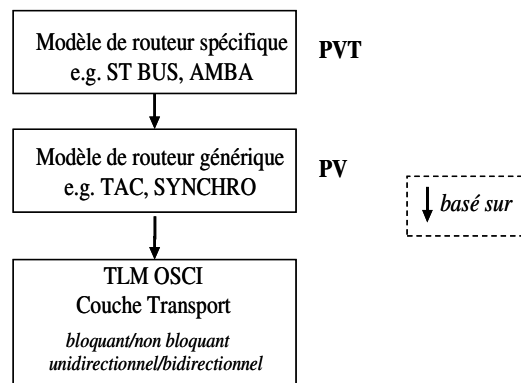 Modèle de routeur spécifique
e.g. ST BUS, AMBA
PVT
Modèle de routeur générique
e.g. TAC, SYNCHRO
PV
basé sur
TLM OSCI
Couche Transport
bloquant/non bloquant
unidirectionnel/bidirectionnel